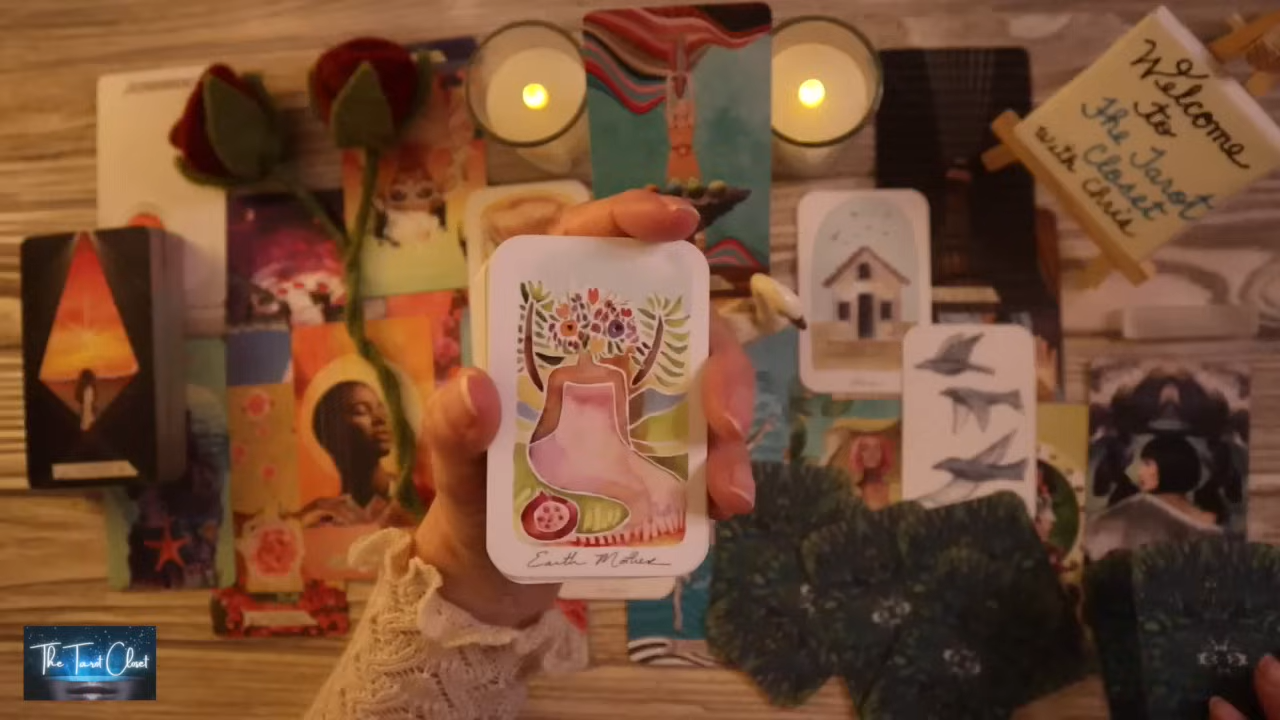 Welcome
to
The Tarot
Closet
with Chris
Earth Mother
The Tarot Closet